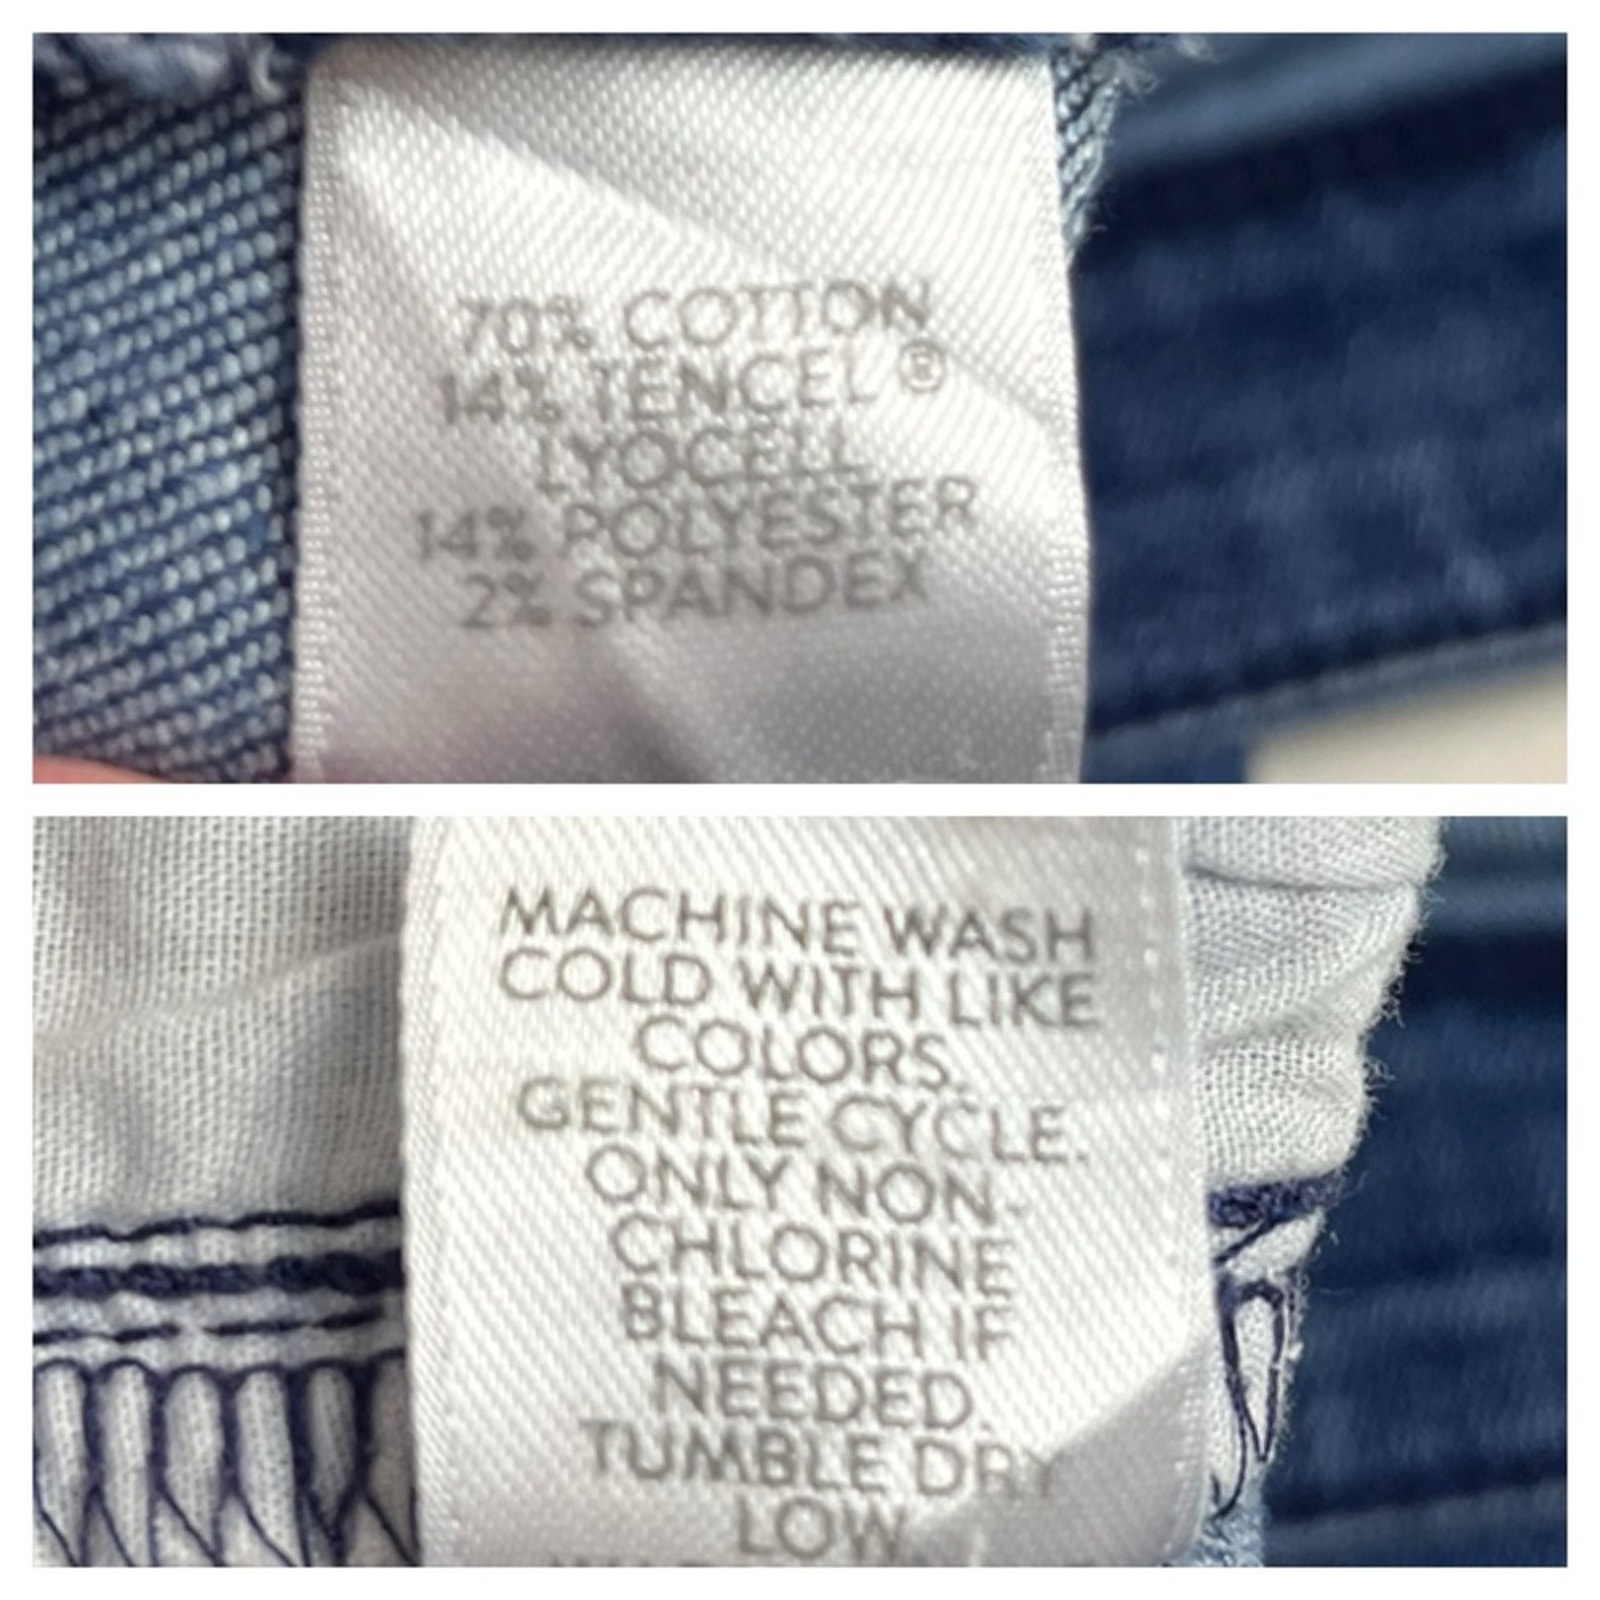 70% COTTON
14% TENCEL ®
LYOCELL
14% POLYESTER
2% SPANDEX
MACHINE WASH
COLD WITH LIKE
COLORS.
GENTLE CYCLE.
ONLY NON-
CHLORINE
BLEACH IF
NEEDED.
TUMBLE DRY
LOW